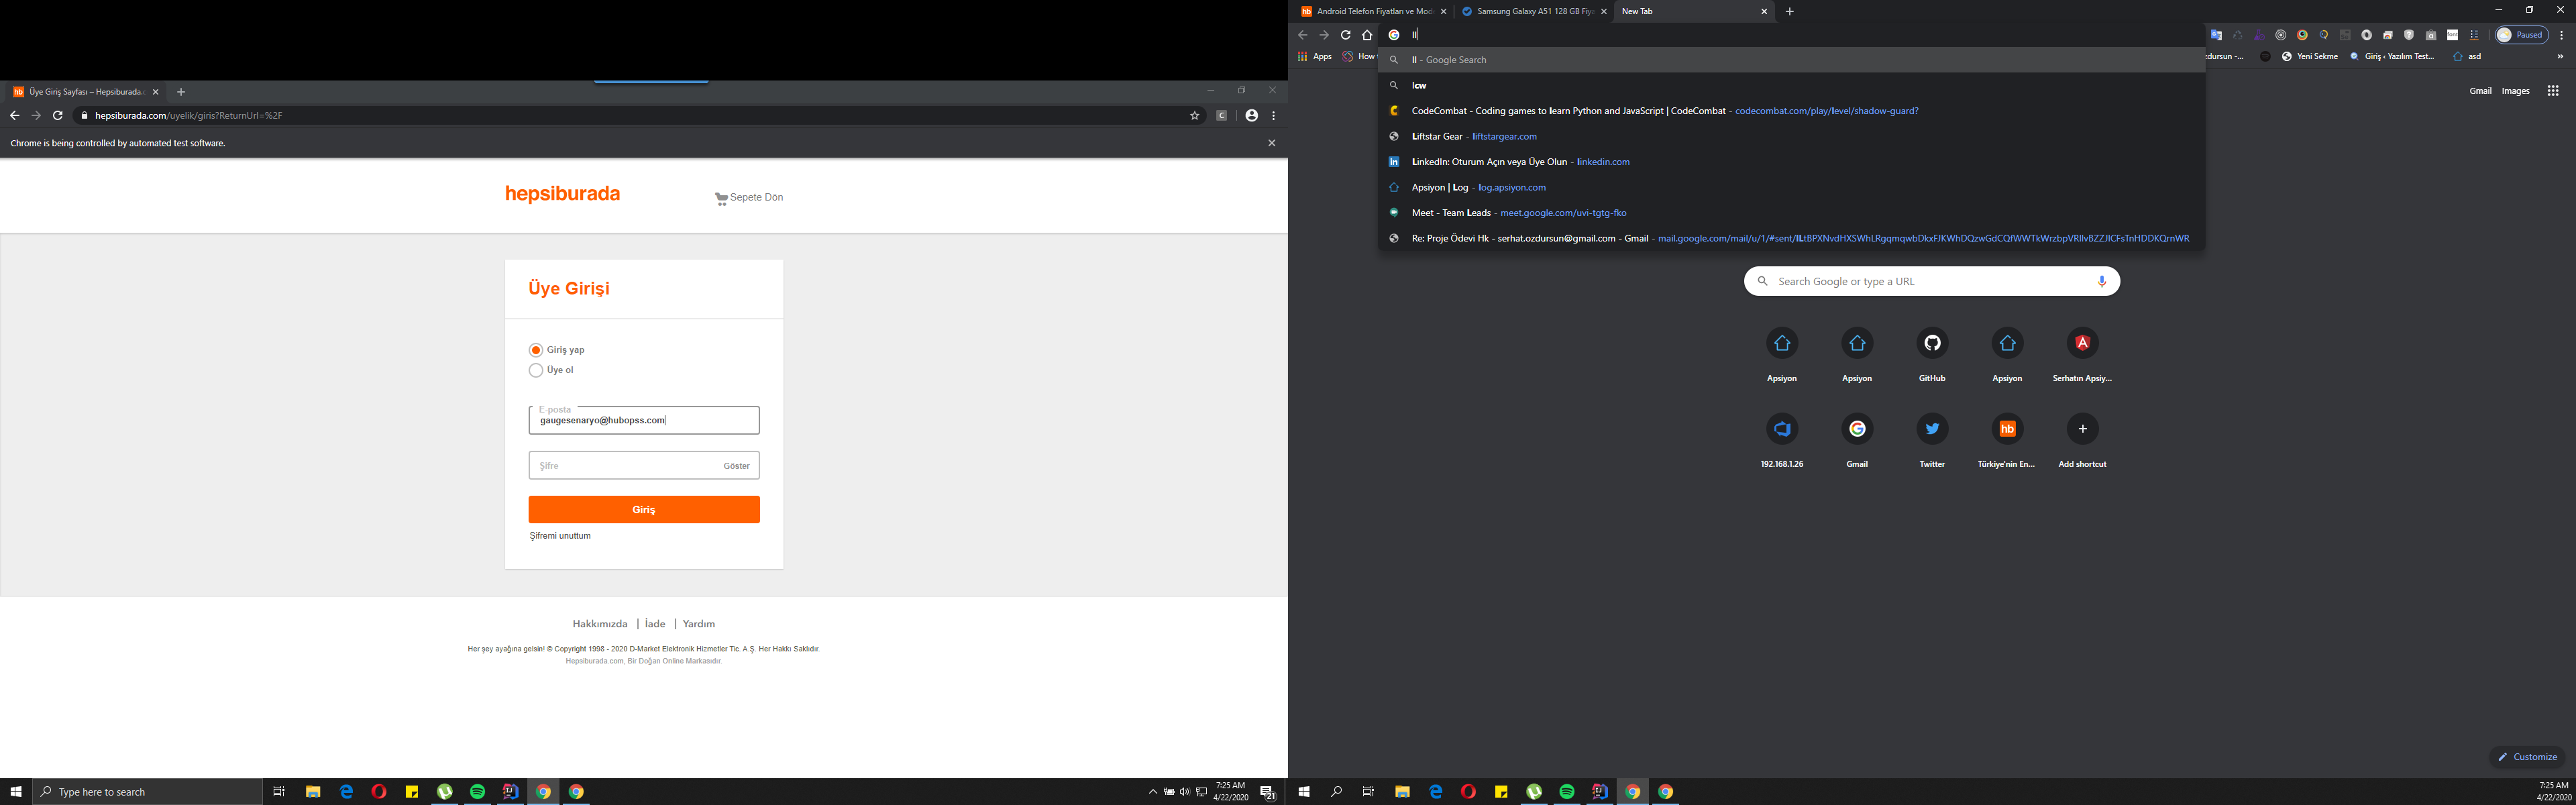 Üye Giriş Sayfası – Hepsiburada.c
hepsiburada.com/uyelik/giris?ReturnUrl=%2F
Chrome is being controlled by automated test software.
hepsiburada
Sepete Dön
Üye Girişi
Giriş yap
Üye ol
E-posta
gaugesenaryo@hubopss.com
Şifre
Göster
Giriş
Şifremi unuttum
Hakkımızda | İade | Yardım
Her şey ayağına gelsin! © Copyright 1998 - 2020 D-Market Elektronik Hizmetler Tic. A.Ş. Her Hakkı Saklıdır.
Hepsiburada.com, Bir Doğan Online Markasıdır.
Type here to search
7:25 AM
4/22/2020
21
Android Telefon Fiyatları ve Mod
Samsung Galaxy A51 128 GB Fiya
New Tab
ll
Paused
Apps
How
ll - Google Search
lcw
CodeCombat - Coding games to learn Python and JavaScript | CodeCombat - codecombat.com/play/level/shadow-guard?
Liftstar Gear - liftstargear.com
LinkedIn: Oturum Açın veya Üye Olun - linkedin.com
Apsiyon | Log - log.apsiyon.com
Meet - Team Leads - meet.google.com/uvi-tgtg-fko
Re: Proje Ödevi Hk - serhat.ozdursun@gmail.com - Gmail
zdursun -...
Yeni Sekme
Giriş ‹ Yazılım Test...
asd
Gmail
Images
Search Google or type a URL
Apsiyon
Apsiyon
GitHub
Apsiyon
Serhatın Apsiy...
192.168.1.26
Gmail
Twitter
Türkiye'nin En...
Add shortcut
Customize
7:25 AM
4/22/2020